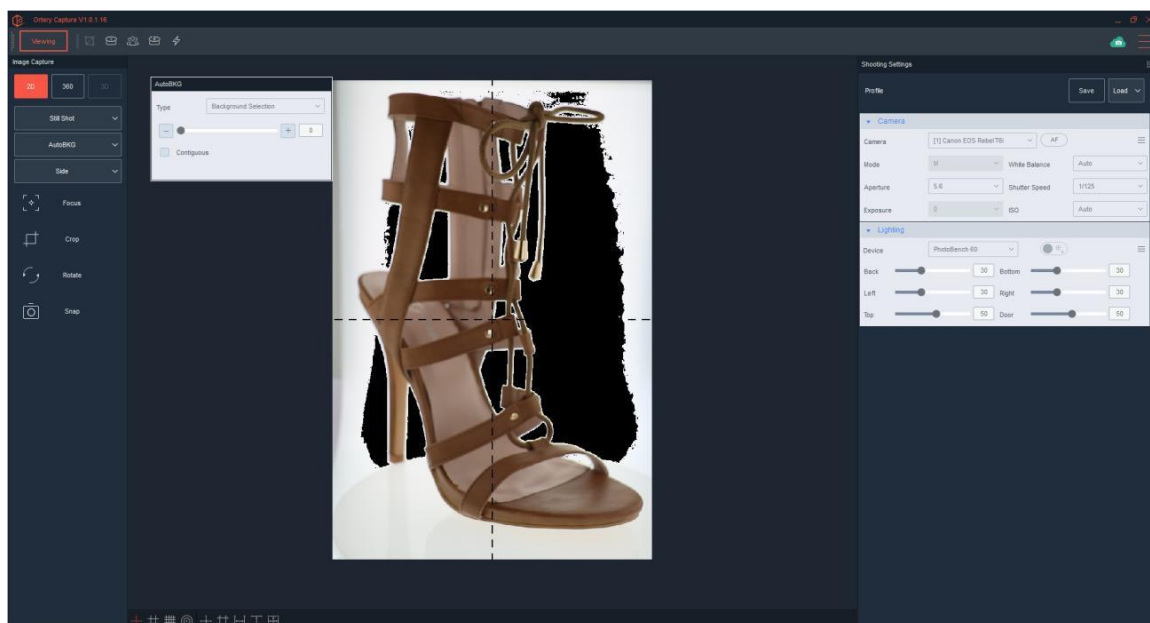 Ortery Capture V1.0.1.16
Viewing
Image Capture
2D 360 3D
Still Shot
AutoBKG
Side
Focus
Crop
Rotate
Snap
AutoBKG
Type Background Selection
0
Contiguous
Shooting Settings
Profile Save Load
Camera
Camera [1] Canon EOS Rebel T6i AF
Mode M White Balance Auto
Aperture 5.6 Shutter Speed 1/125
Exposure 0 ISO Auto
Lighting
Device PhotoBench 60
Back 30 Bottom 30
Left 30 Right 30
Top 50 Door 50